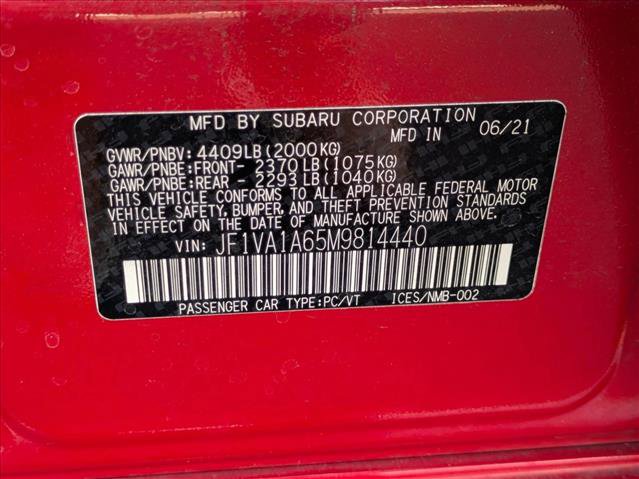 MFD BY SUBARU CORPORATION
MFD IN 06/21
GVWR/PNBV: 4409LB(2000KG)
GAWR/PNBE:FRONT- 2370LB(1075KG)
GAWR/PNBE:REAR - 2293LB(1040KG)
THIS VEHICLE CONFORMS TO ALL APPLICABLE FEDERAL MOTOR
VEHICLE SAFETY, BUMPER, AND THEFT PREVENTION STANDARDS
IN EFFECT ON THE DATE OF MANUFACTURE SHOWN ABOVE.
VIN: JF1VA1A65M9814440
PASSENGER CAR TYPE:PC/VT ICES/NMB-002